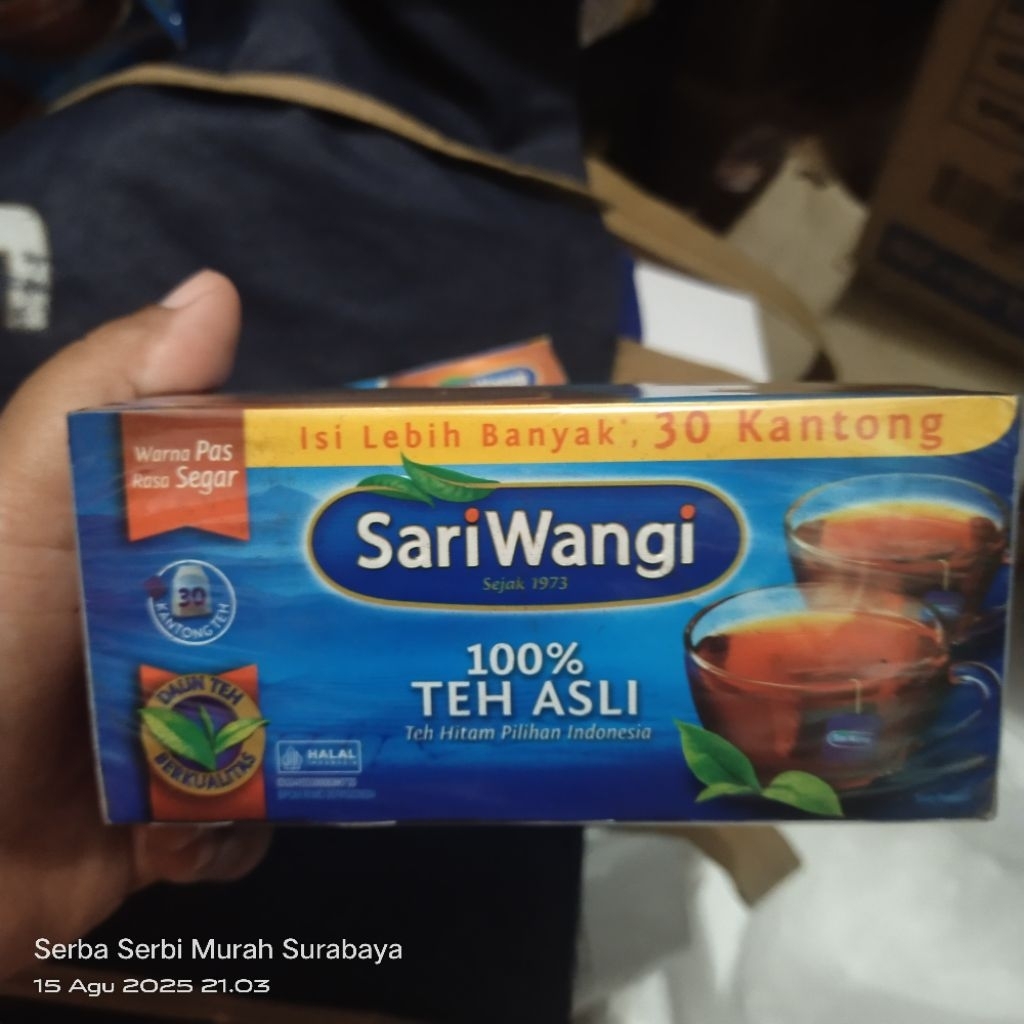 Isi Lebih Banyak*, 30 Kantong
Warna Pas
Rasa Segar
SariWangi
Sejak 1973
30
KANTONG TEH
100%
TEH ASLI
Teh Hitam Pilihan Indonesia
DAUN TEH
BERKUALITAS
HALAL
INDONESIA
Serba Serbi Murah Surabaya
15 Agu 2025 21.03